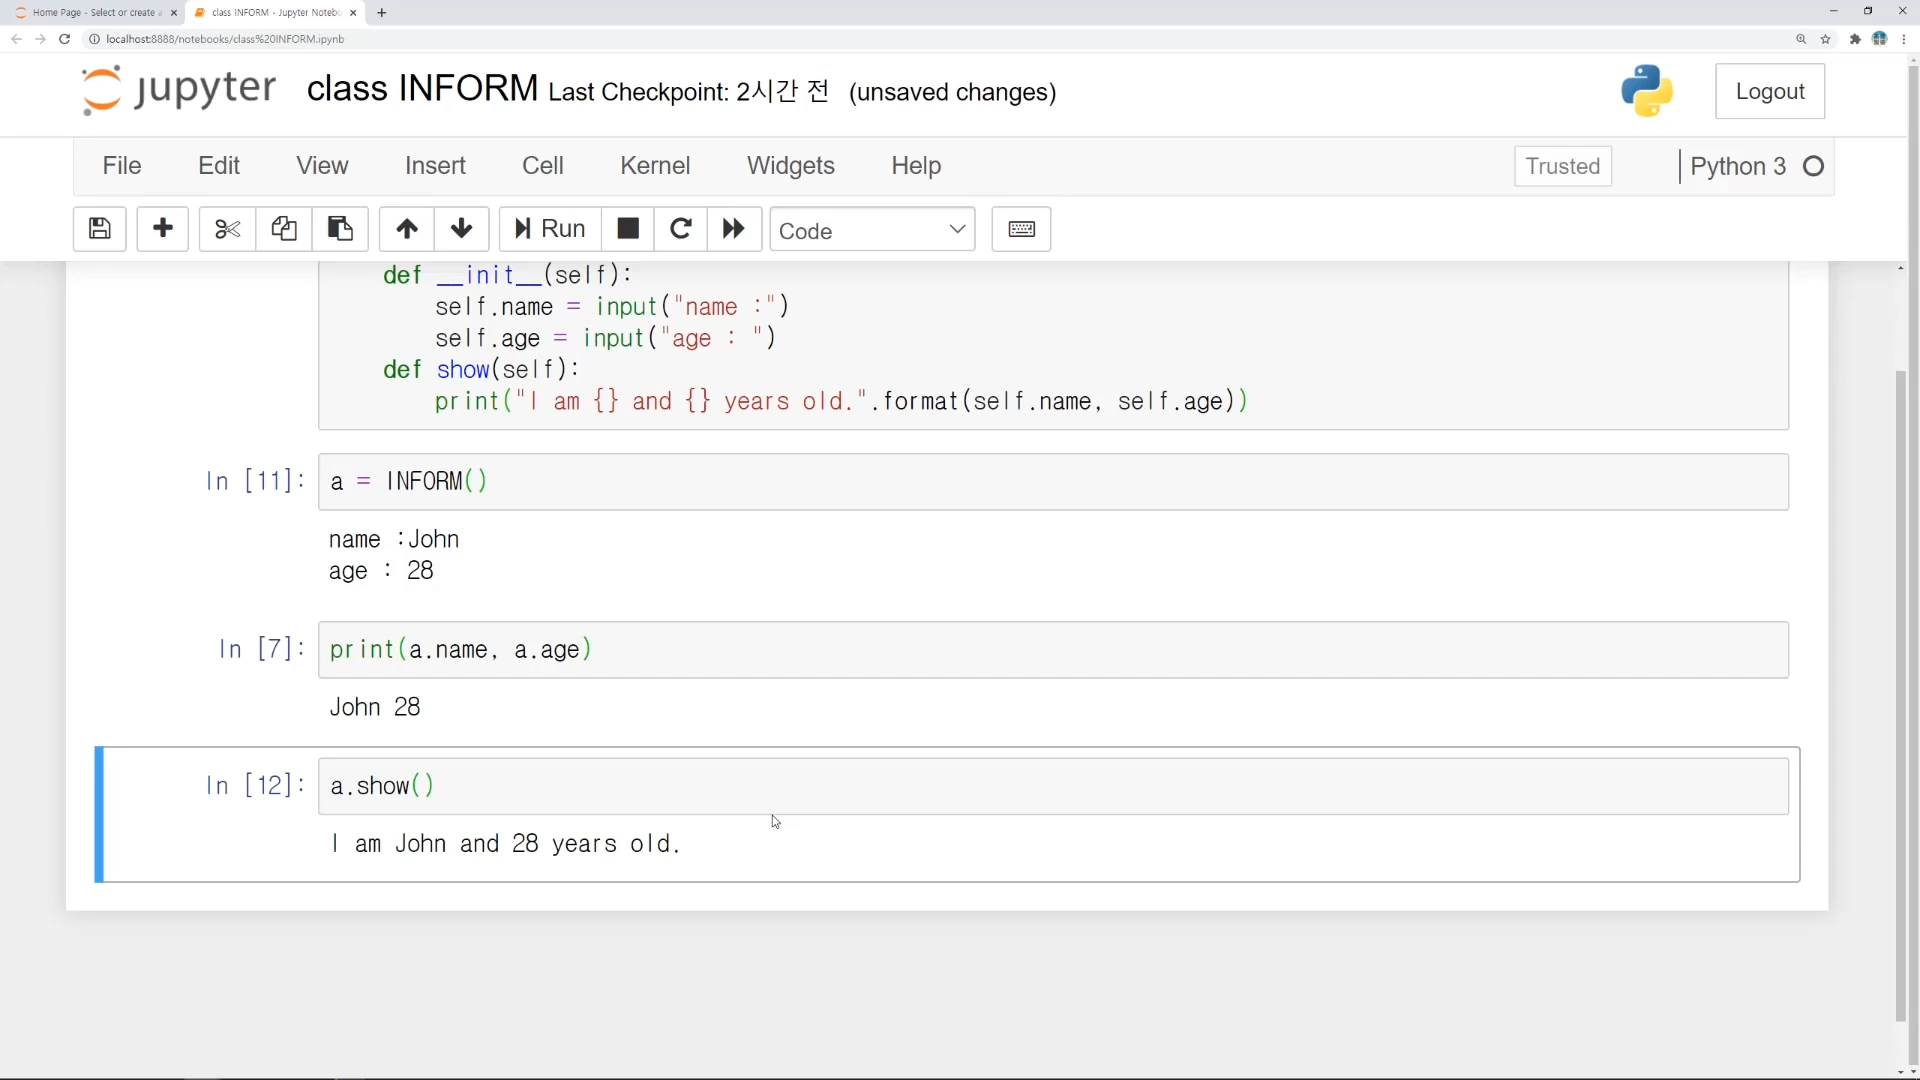 Home Page - Select or create a
class INFORM - Jupyter Notebo
localhost:8888/notebooks/class%20INFORM.ipynb
jupyter class INFORM Last Checkpoint: 2시간 전 (unsaved changes)
Logout
File Edit View Insert Cell Kernel Widgets Help Trusted Python 3
Run Code
def __init__(self):
self.name = input("name :")
self.age = input("age : ")
def show(self):
print("I am {} and {} years old.".format(self.name, self.age))
In [11]: a = INFORM()
name :John
age : 28
In [7]: print(a.name, a.age)
John 28
In [12]: a.show()
I am John and 28 years old.